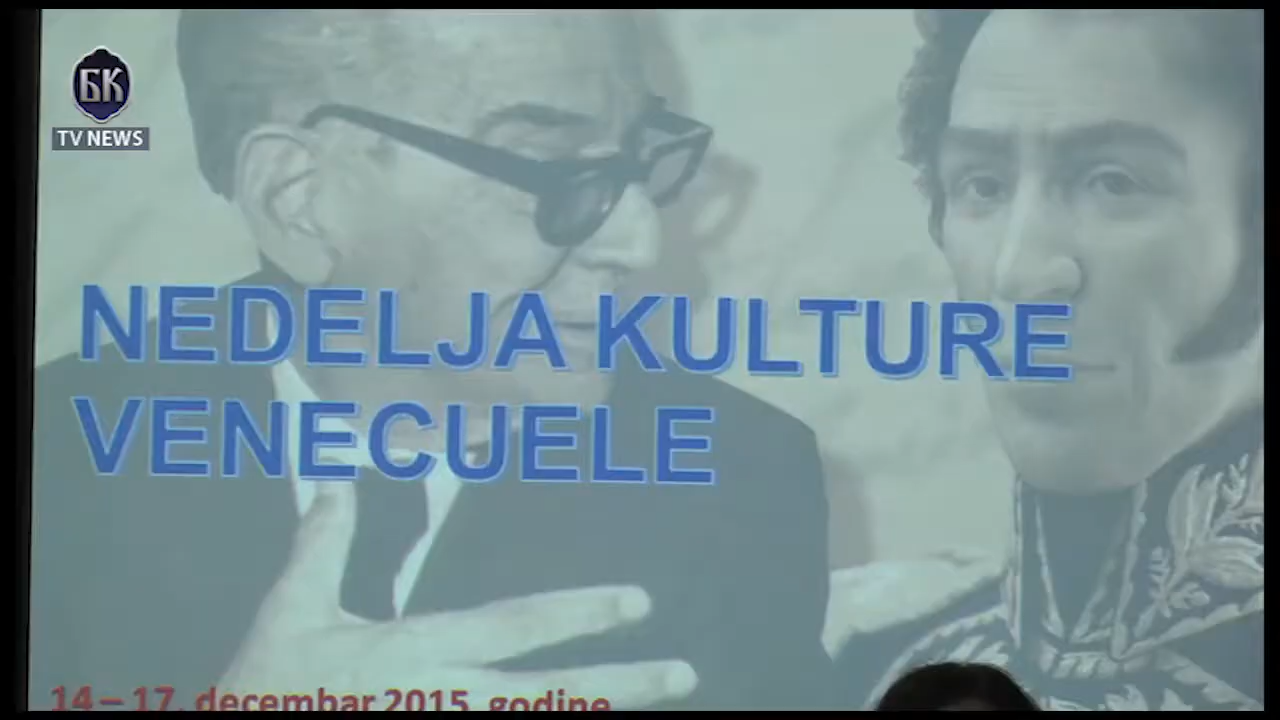 БК
TV NEWS
NEDELJA KULTURE
VENECUELE
14 – 17. decembar 2015. godine